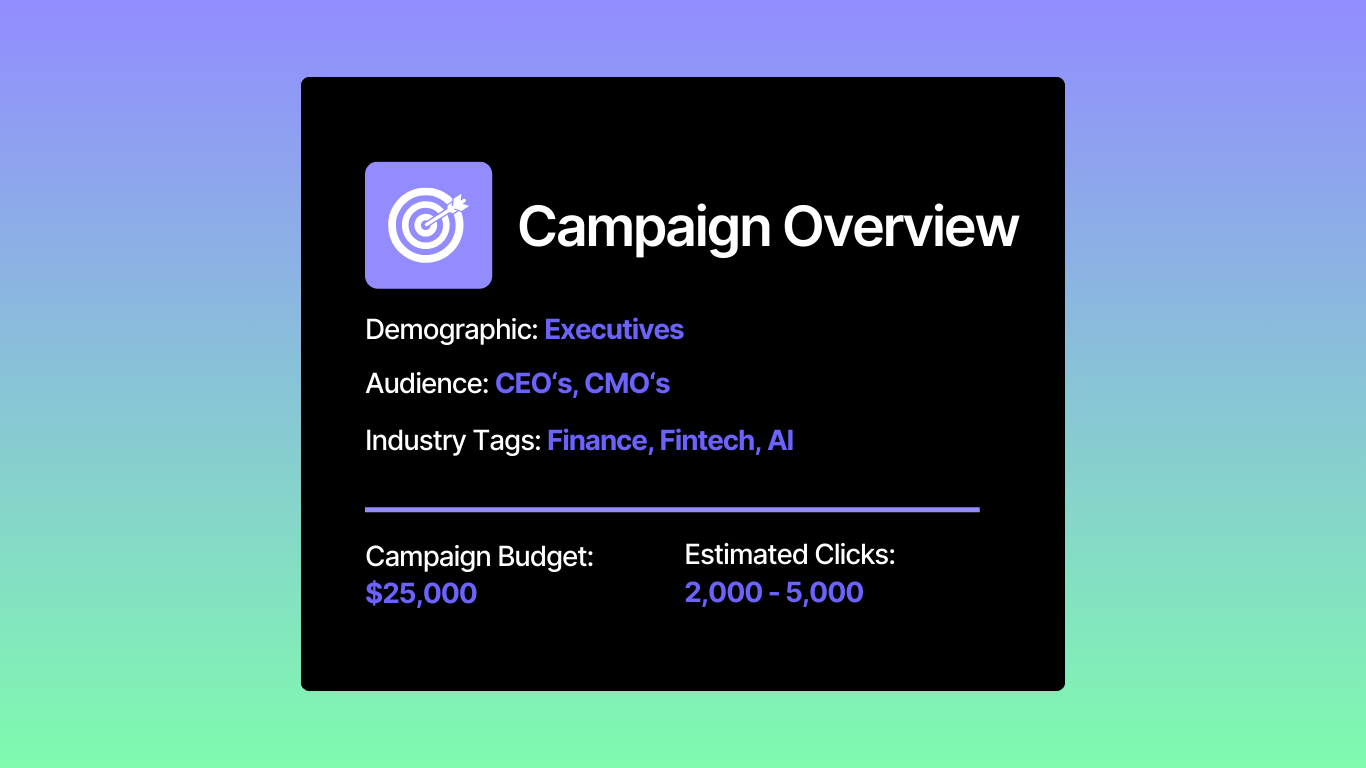 Campaign Overview
Demographic: Executives
Audience: CEO‘s, CMO‘s
Industry Tags: Finance, Fintech, AI
Campaign Budget:
$25,000
Estimated Clicks:
2,000 - 5,000